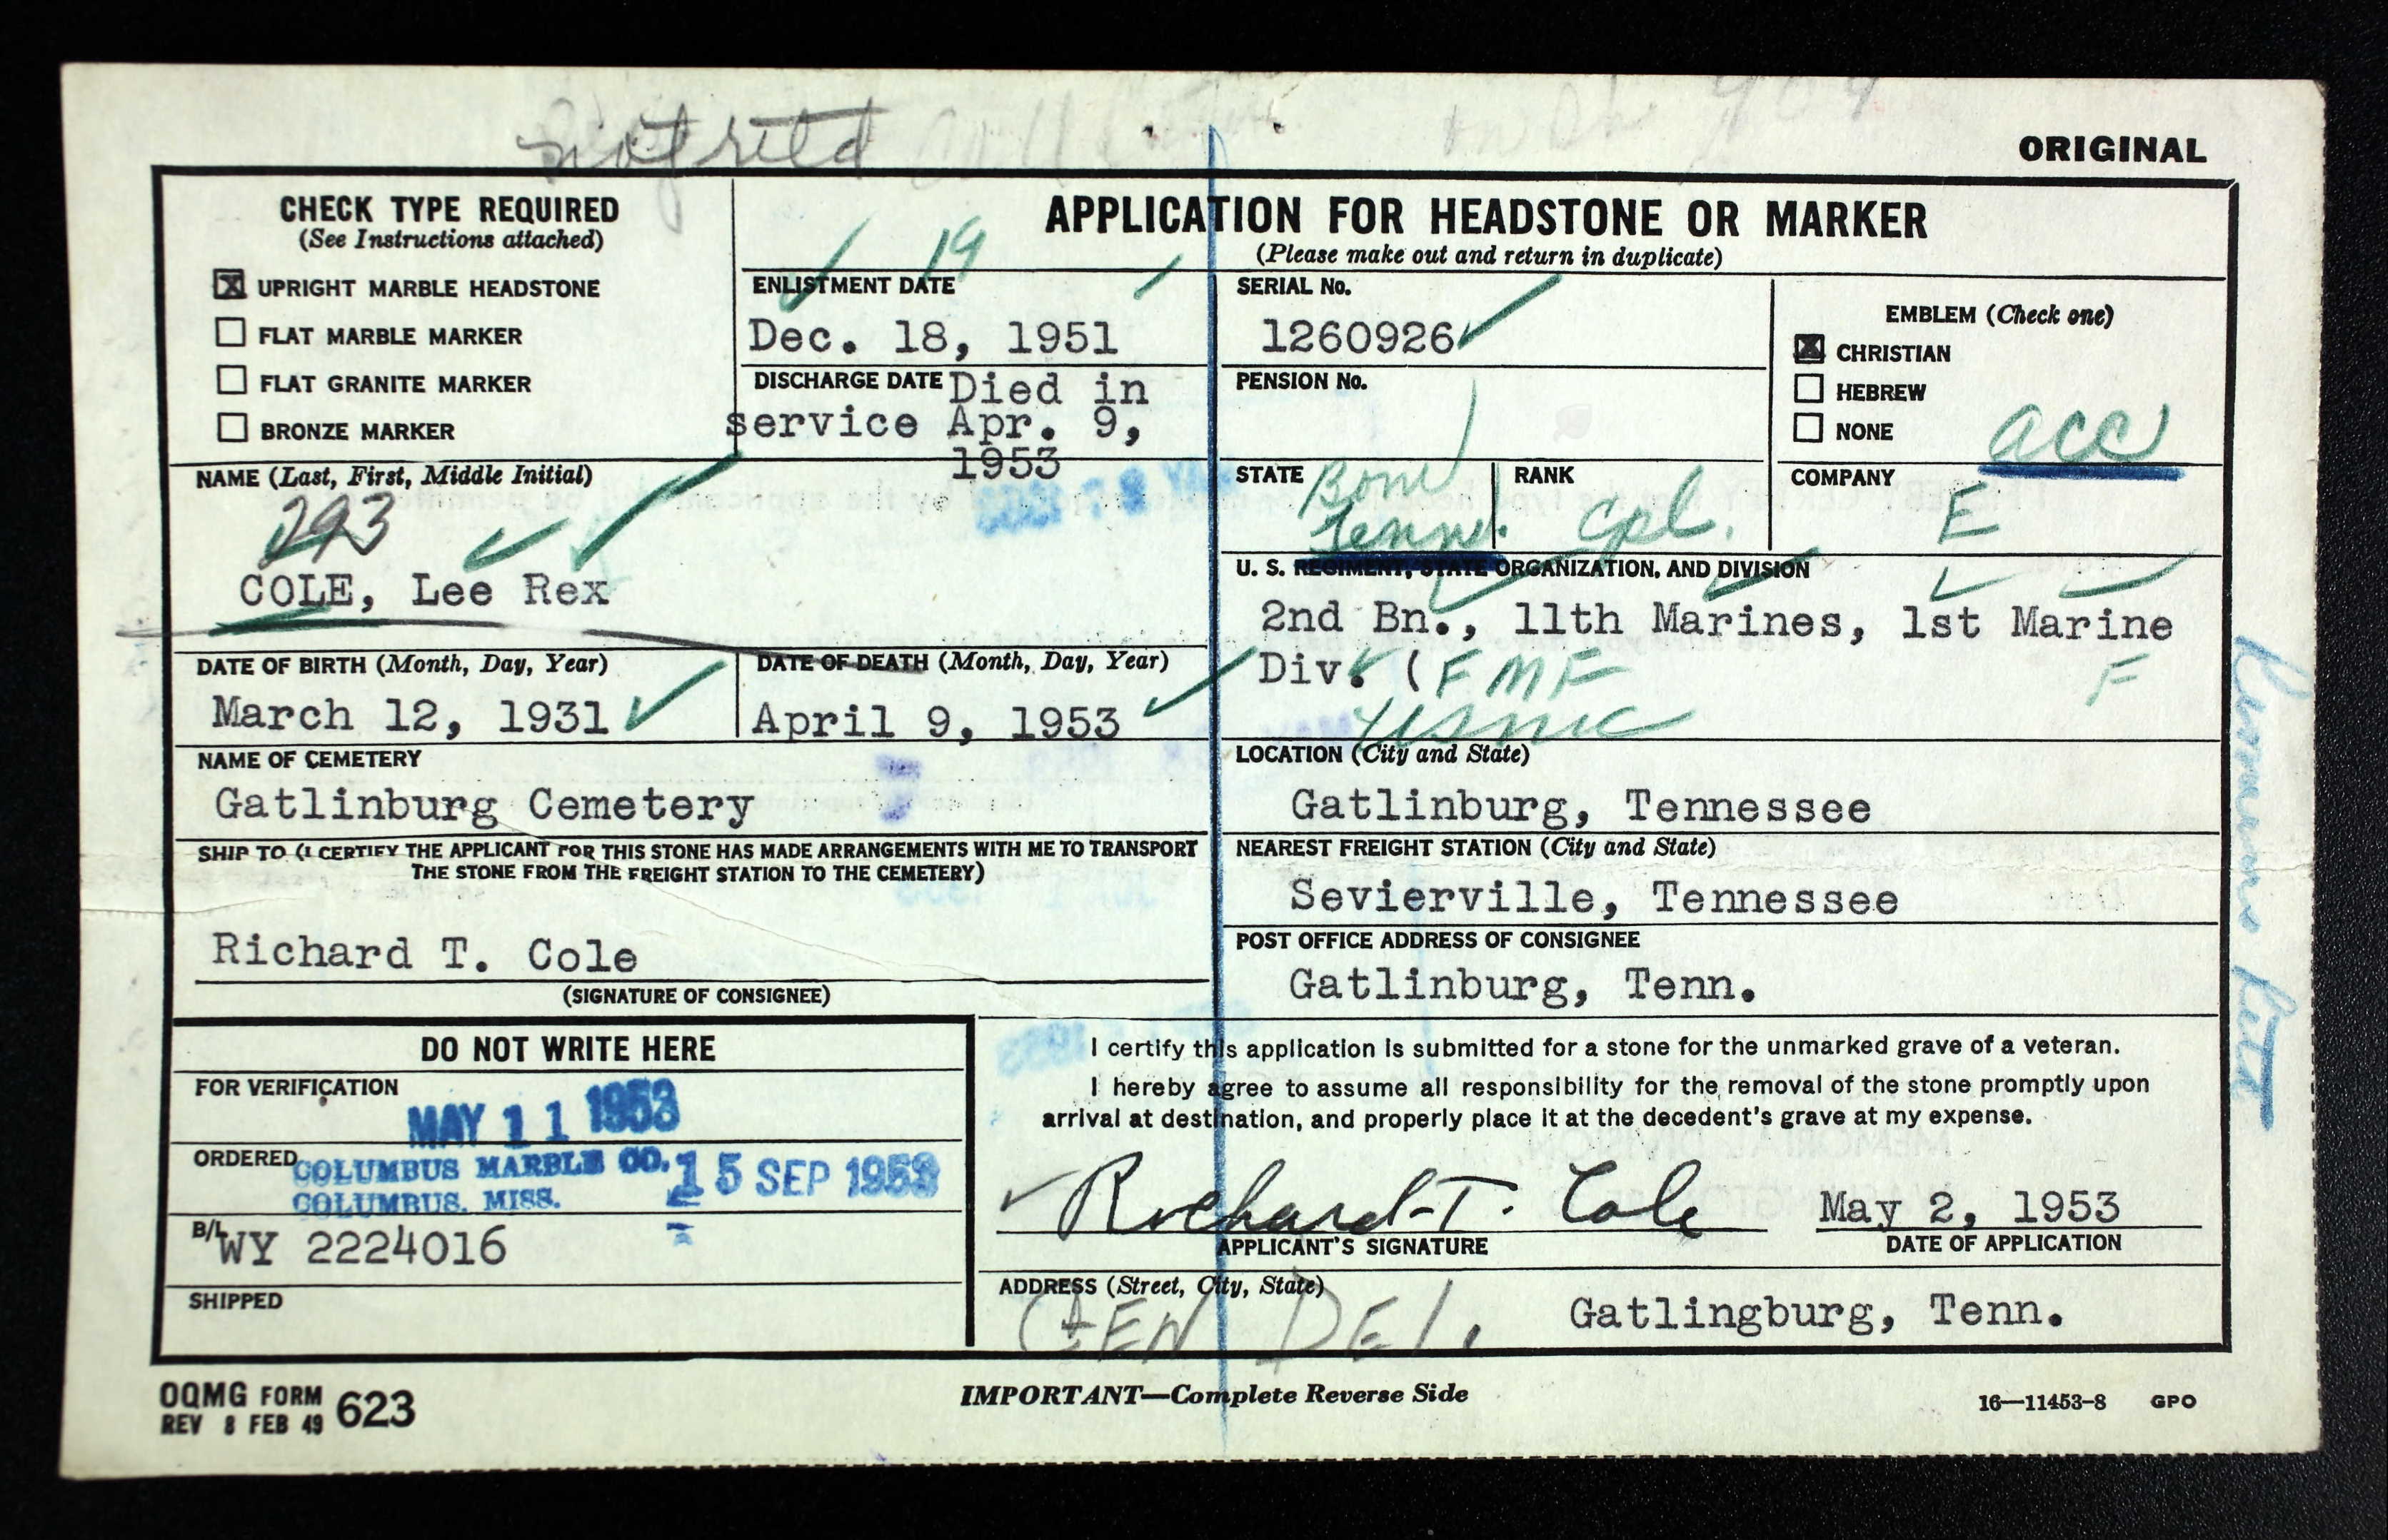 ORIGINAL
CHECK TYPE REQUIRED
(See Instructions attached)
UPRIGHT MARBLE HEADSTONE
FLAT MARBLE MARKER
FLAT GRANITE MARKER
BRONZE MARKER
APPLICATION FOR HEADSTONE OR MARKER
(Please make out and return in duplicate)
19
ENLISTMENT DATE
Dec. 18, 1951
DISCHARGE DATE Died in
service Apr. 9,
1953
SERIAL No.
1260926
PENSION No.
EMBLEM (Check one)
CHRISTIAN
HEBREW
NONE
acc
NAME (Last, First, Middle Initial)
293
COLE, Lee Rex
STATE
Born
Tenn.
RANK
Cpl.
COMPANY
E
U. S. REGIMENT, STATE ORGANIZATION, AND DIVISION
2nd Bn., 11th Marines, 1st Marine
Div. (FMF F
USMC
DATE OF BIRTH (Month, Day, Year)
March 12, 1931
DATE OF DEATH (Month, Day, Year)
April 9, 1953
NAME OF CEMETERY
Gatlinburg Cemetery
LOCATION (City and State)
Gatlinburg, Tennessee
SHIP TO (I CERTIFY THE APPLICANT FOR THIS STONE HAS MADE ARRANGEMENTS WITH ME TO TRANSPORT
THE STONE FROM THE FREIGHT STATION TO THE CEMETERY)
Richard T. Cole
(SIGNATURE OF CONSIGNEE)
NEAREST FREIGHT STATION (City and State)
Sevierville, Tennessee
POST OFFICE ADDRESS OF CONSIGNEE
Gatlinburg, Tenn.
DO NOT WRITE HERE
FOR VERIFICATION
MAY 11 1953
ORDERED
COLUMBUS MARBLE CO.
COLUMBUS, MISS.
15 SEP 1953
B/L
WY 2224016
SHIPPED
I certify this application is submitted for a stone for the unmarked grave of a veteran.
I hereby agree to assume all responsibility for the removal of the stone promptly upon
arrival at destination, and properly place it at the decedent's grave at my expense.
Richard T. Cole
APPLICANT'S SIGNATURE
May 2, 1953
DATE OF APPLICATION
ADDRESS (Street, City, State)
GEN DEL. Gatlingburg, Tenn.
OQMG FORM 623
REV 8 FEB 49
IMPORTANT—Complete Reverse Side
16—11453-8 GPO